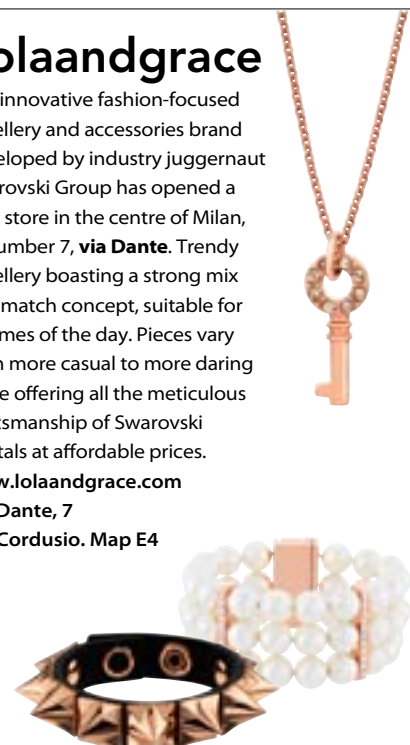 olaandgrace
innovative fashion-focused
ellery and accessories brand
eloped by industry juggernaut
rovski Group has opened a
store in the centre of Milan,
umber 7, via Dante. Trendy
ellery boasting a strong mix
match concept, suitable for
mes of the day. Pieces vary
more casual to more daring
e offering all the meticulous
tsmanship of Swarovski
tals at affordable prices.
w.lolaandgrace.com
Dante, 7
Cordusio. Map E4